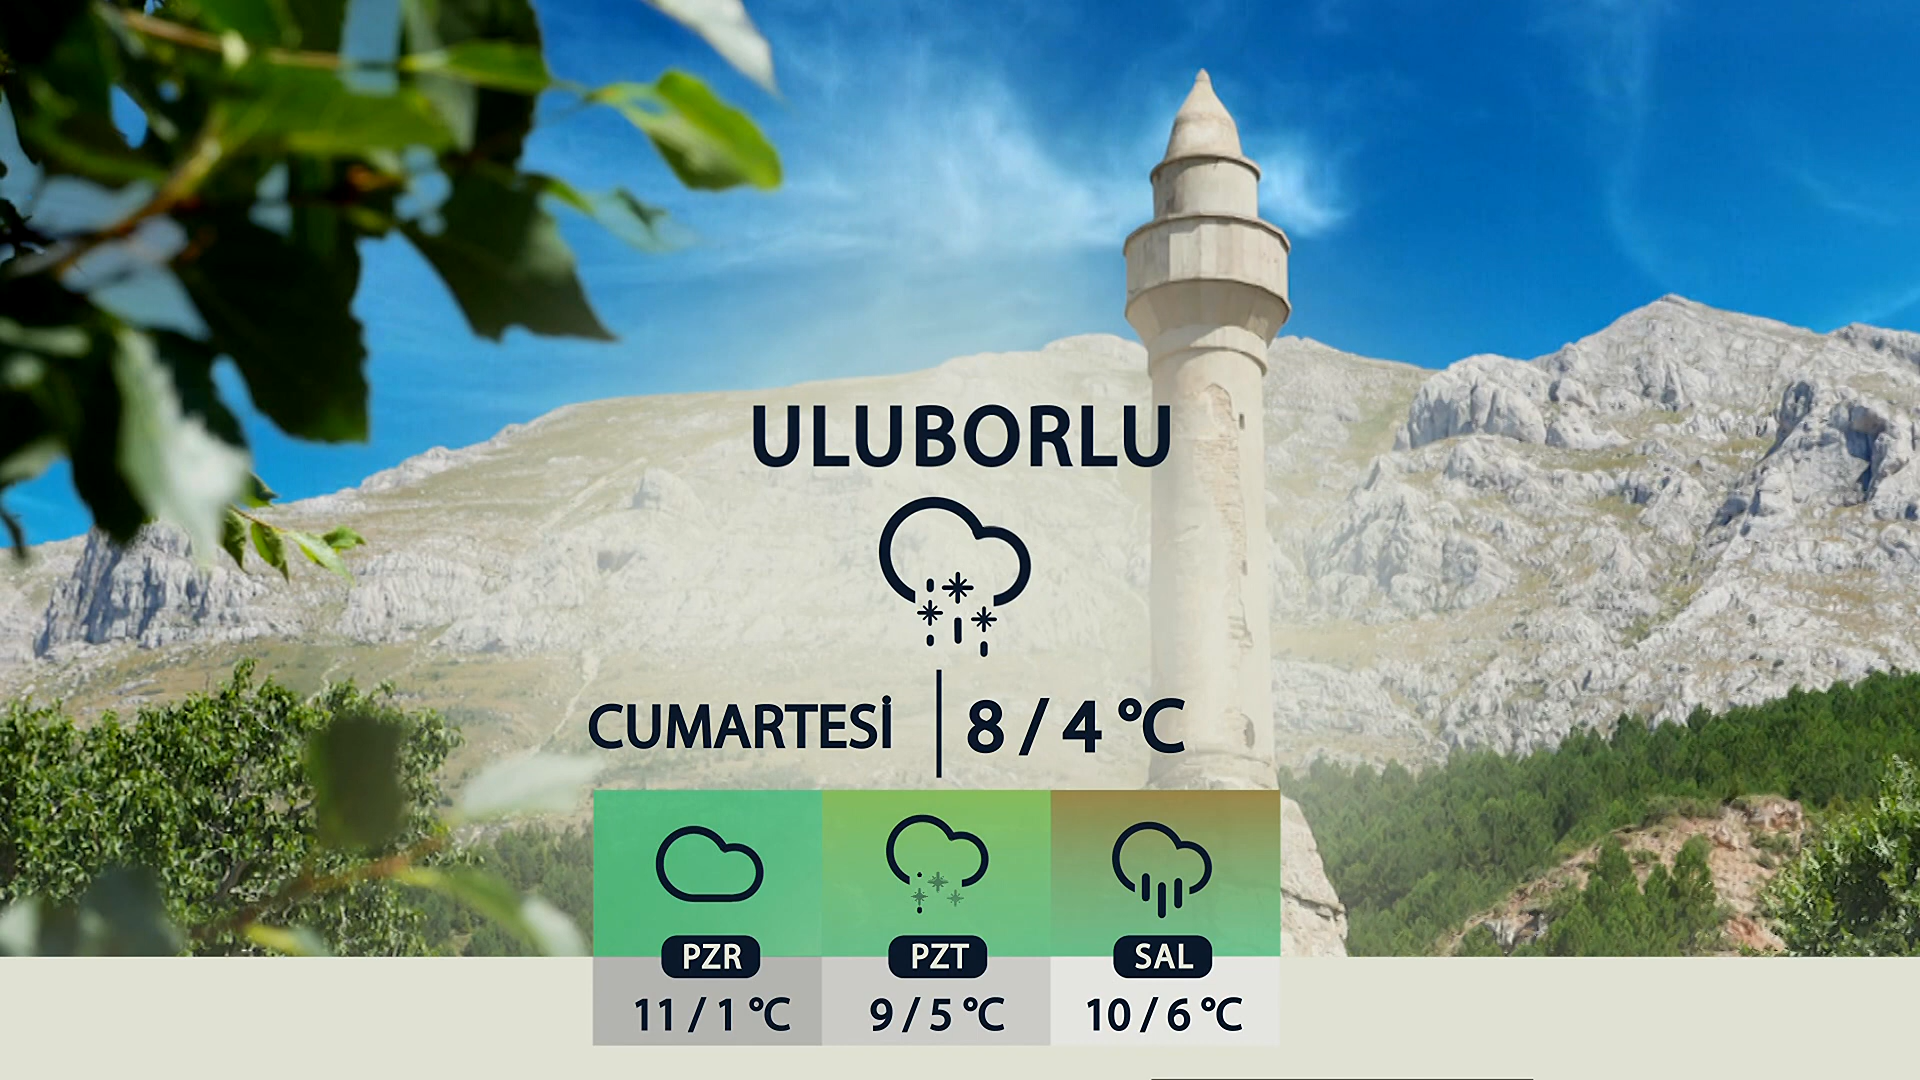 ULUBORLU
CUMARTESİ
8 / 4 °C
PZR
PZT
SAL
11 / 1 °C
9 / 5 °C
10 / 6 °C